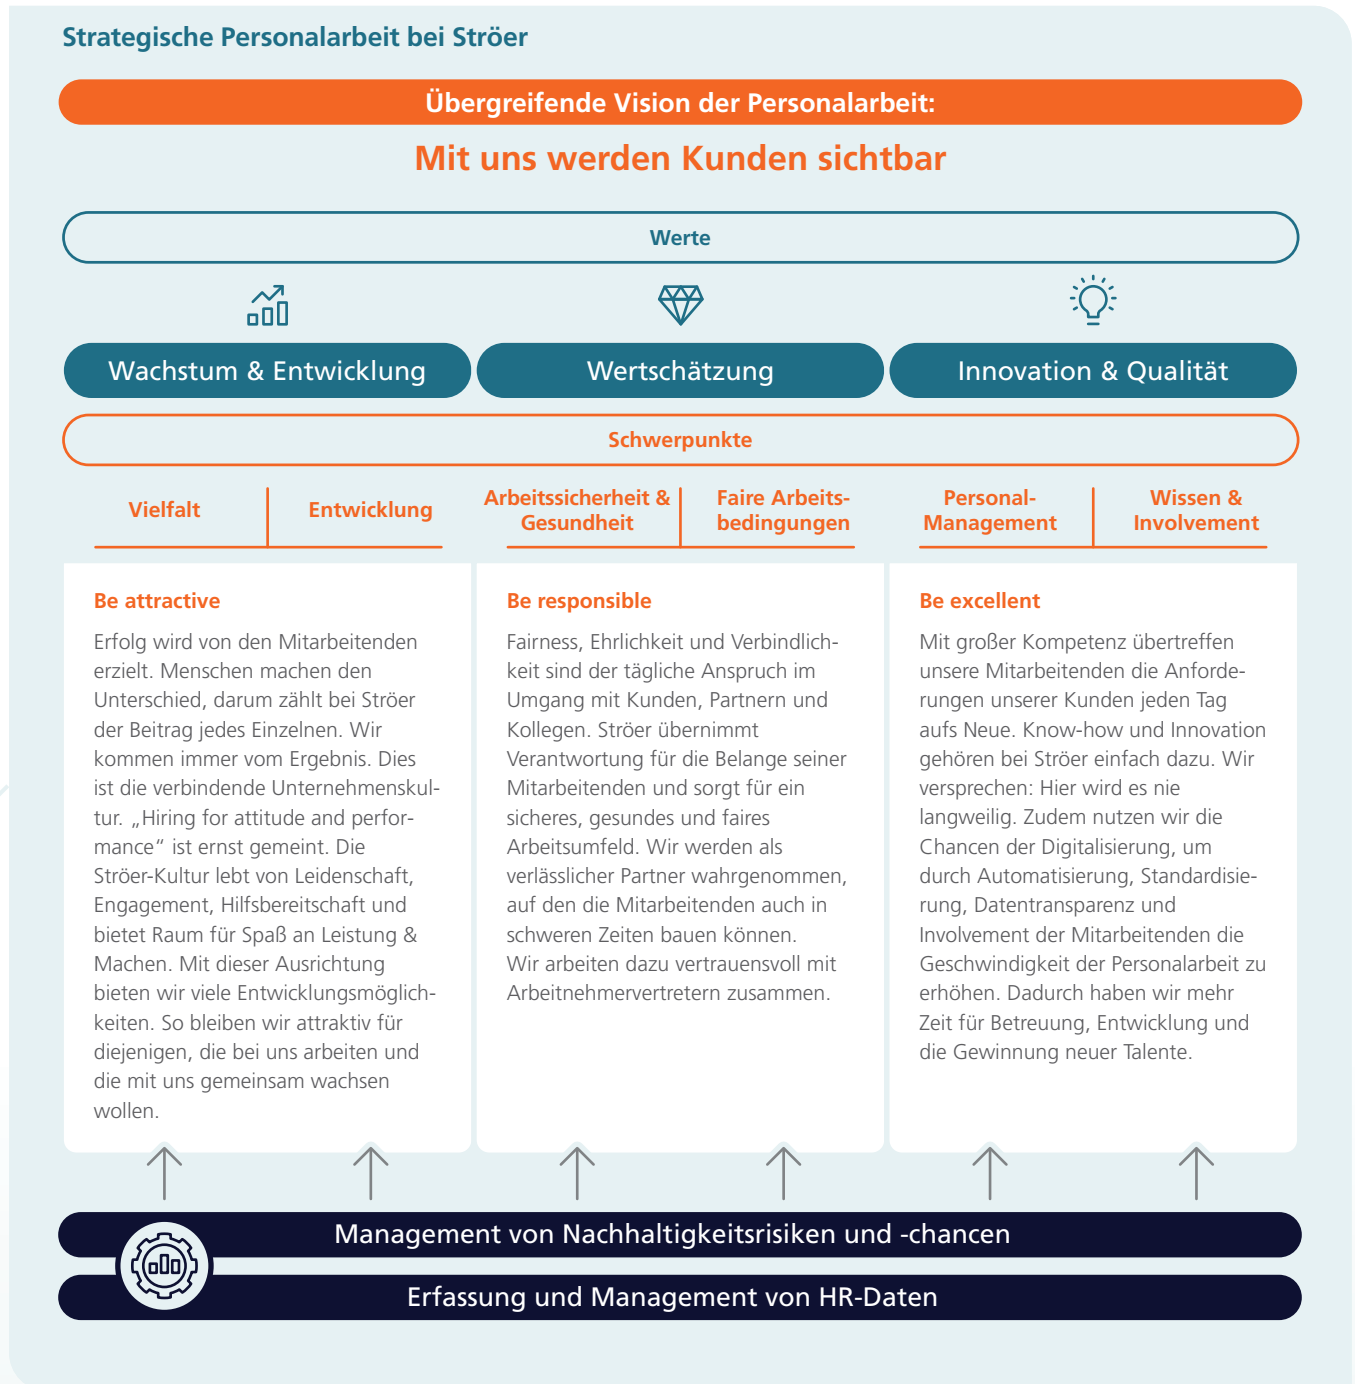 Strategische Personalarbeit bei Ströer
Übergreifende Vision der Personalarbeit:
Mit uns werden Kunden sichtbar
Werte
Wachstum & Entwicklung
Wertschätzung
Innovation & Qualität
Schwerpunkte
Vielfalt
Entwicklung
Arbeitssicherheit &
Gesundheit
Faire Arbeits-
bedingungen
Personal-
Management
Wissen &
Involvement
Be attractive
Erfolg wird von den Mitarbeitenden
erzielt. Menschen machen den
Unterschied, darum zählt bei Ströer
der Beitrag jedes Einzelnen. Wir
kommen immer vom Ergebnis. Dies
ist die verbindende Unternehmenskul-
tur. „Hiring for attitude and perfor-
mance“ ist ernst gemeint. Die
Ströer-Kultur lebt von Leidenschaft,
Engagement, Hilfsbereitschaft und
bietet Raum für Spaß an Leistung &
Machen. Mit dieser Ausrichtung
bieten wir viele Entwicklungsmöglich-
keiten. So bleiben wir attraktiv für
diejenigen, die bei uns arbeiten und
die mit uns gemeinsam wachsen
wollen.
Be responsible
Fairness, Ehrlichkeit und Verbindlich-
keit sind der tägliche Anspruch im
Umgang mit Kunden, Partnern und
Kollegen. Ströer übernimmt
Verantwortung für die Belange seiner
Mitarbeitenden und sorgt für ein
sicheres, gesundes und faires
Arbeitsumfeld. Wir werden als
verlässlicher Partner wahrgenommen,
auf den die Mitarbeitenden auch in
schweren Zeiten bauen können.
Wir arbeiten dazu vertrauensvoll mit
Arbeitnehmervertretern zusammen.
Be excellent
Mit großer Kompetenz übertreffen
unsere Mitarbeitenden die Anforde-
rungen unserer Kunden jeden Tag
aufs Neue. Know-how und Innovation
gehören bei Ströer einfach dazu. Wir
versprechen: Hier wird es nie
langweilig. Zudem nutzen wir die
Chancen der Digitalisierung, um
durch Automatisierung, Standardisie-
rung, Datentransparenz und
Involvement der Mitarbeitenden die
Geschwindigkeit der Personalarbeit zu
erhöhen. Dadurch haben wir mehr
Zeit für Betreuung, Entwicklung und
die Gewinnung neuer Talente.
Management von Nachhaltigkeitsrisiken und -chancen
Erfassung und Management von HR-Daten